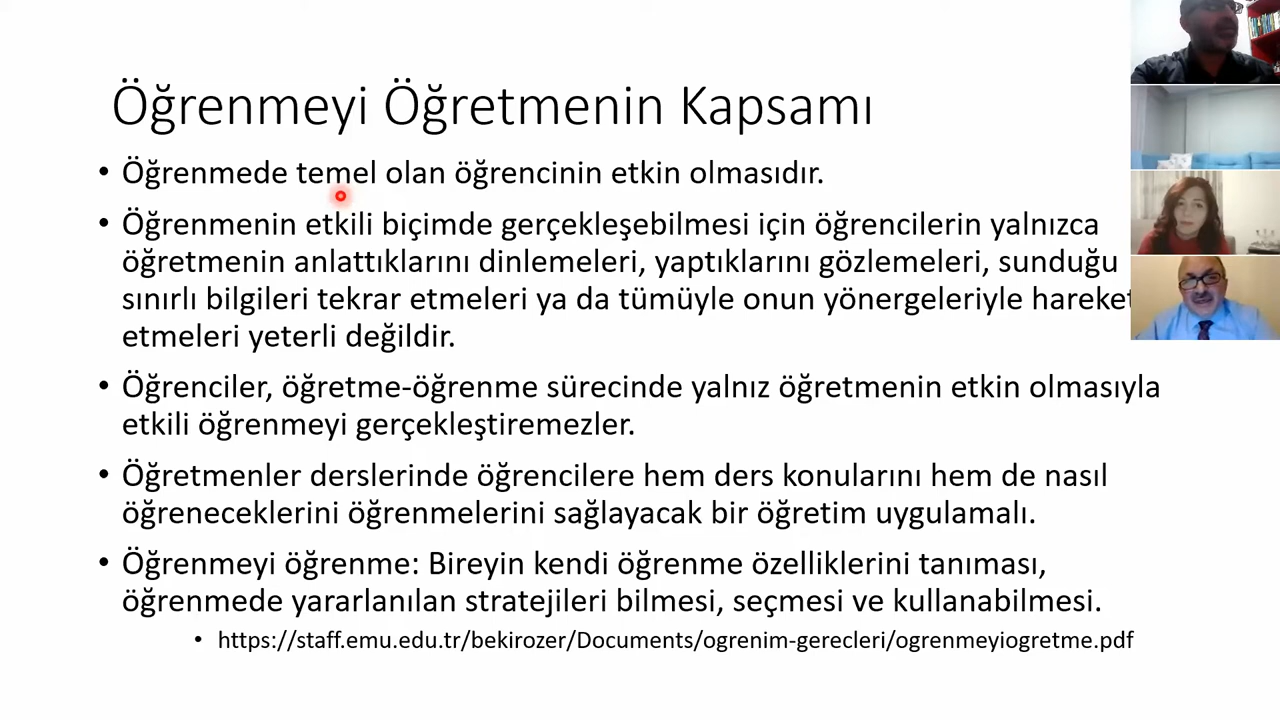 Öğrenmeyi Öğretmenin Kapsamı
• Öğrenmede temel olan öğrencinin etkin olmasıdır.
• Öğrenmenin etkili biçimde gerçekleşebilmesi için öğrencilerin yalnızca
öğretmenin anlattıklarını dinlemeleri, yaptıklarını gözlemeleri, sunduğu
sınırlı bilgileri tekrar etmeleri ya da tümüyle onun yönergeleriyle hareket
etmeleri yeterli değildir.
• Öğrenciler, öğretme-öğrenme sürecinde yalnız öğretmenin etkin olmasıyla
etkili öğrenmeyi gerçekleştiremezler.
• Öğretmenler derslerinde öğrencilere hem ders konularını hem de nasıl
öğreneceklerini öğrenmelerini sağlayacak bir öğretim uygulamalı.
• Öğrenmeyi öğrenme: Bireyin kendi öğrenme özelliklerini tanıması,
öğrenmede yararlanılan stratejileri bilmesi, seçmesi ve kullanabilmesi.
• https://staff.emu.edu.tr/bekirozer/Documents/ogrenim-gerecleri/ogrenmeyiogretme.pdf